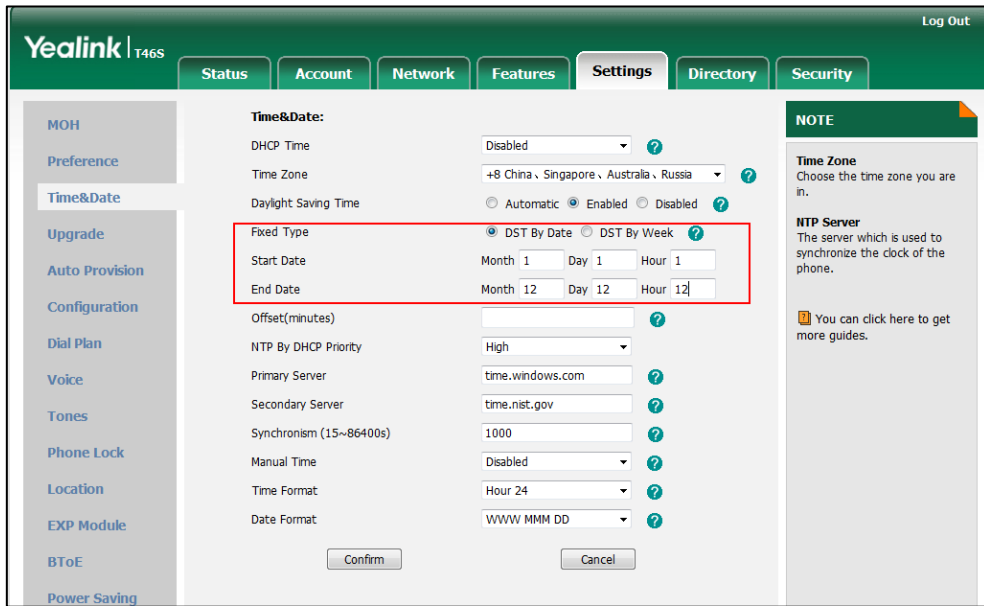 Log Out
Yealink | T46S
Status Account Network Features Settings Directory Security
MOH
Preference
Time&Date
Upgrade
Auto Provision
Configuration
Dial Plan
Voice
Tones
Phone Lock
Location
EXP Module
BToE
Power Saving
Time&Date:
DHCP Time Disabled ?
Time Zone +8 China、Singapore、Australia、Russia ?
Daylight Saving Time Automatic Enabled Disabled ?
Fixed Type DST By Date DST By Week ?
Start Date Month 1 Day 1 Hour 1
End Date Month 12 Day 12 Hour 12
Offset(minutes) ?
NTP By DHCP Priority High
Primary Server time.windows.com ?
Secondary Server time.nist.gov ?
Synchronism (15~86400s) 1000 ?
Manual Time Disabled ?
Time Format Hour 24 ?
Date Format WWW MMM DD ?
Confirm Cancel
NOTE
Time Zone
Choose the time zone you are
in.
NTP Server
The server which is used to
synchronize the clock of the
phone.
? You can click here to get
more guides.